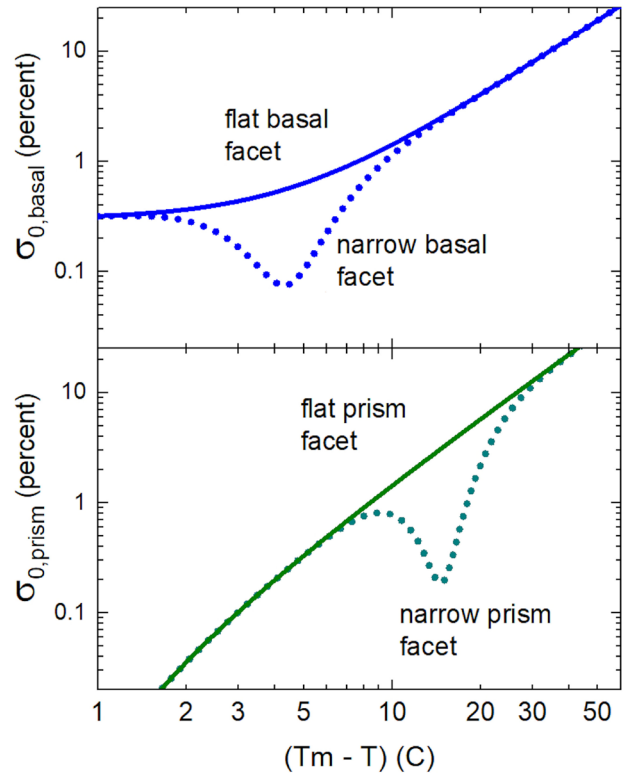 10
1
0.1
σ0,basal (percent)
flat basal
facet
narrow basal
facet
10
1
0.1
σ0,prism (percent)
flat prism
facet
narrow prism
facet
1 2 3 5 10 20 30 50
(Tm - T) (C)